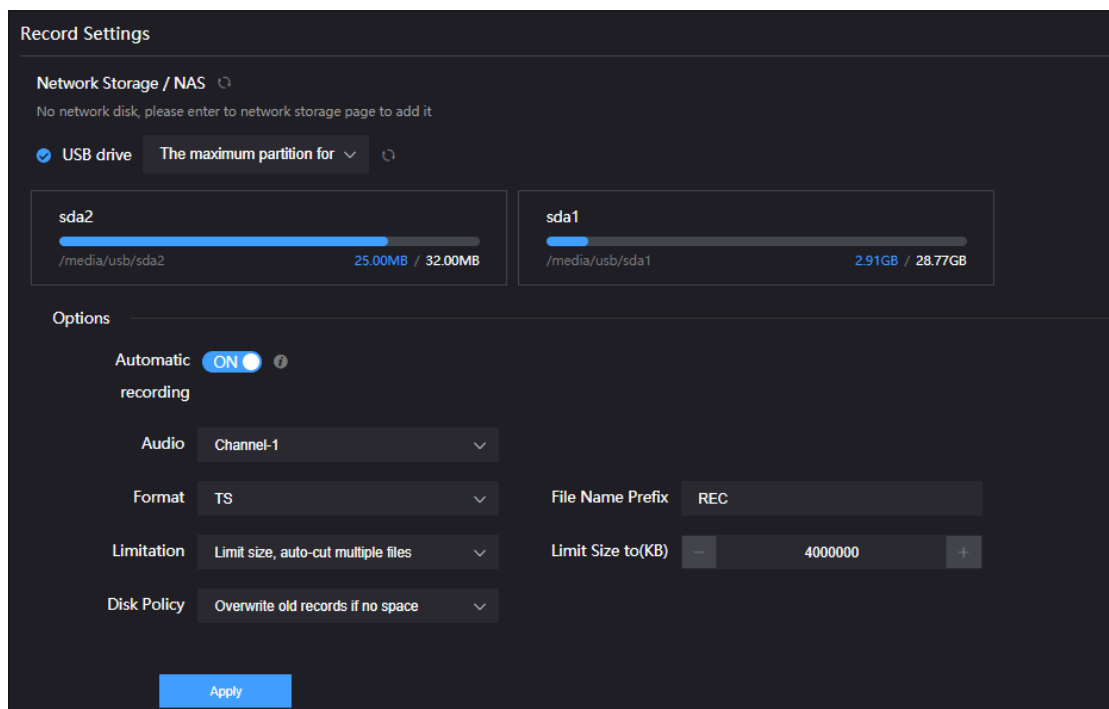 Record Settings
Network Storage / NAS
No network disk, please enter to network storage page to add it
USB drive The maximum partition for
sda2
/media/usb/sda2 25.00MB / 32.00MB
sda1
/media/usb/sda1 2.91GB / 28.77GB
Options
Automatic recording ON
Audio Channel-1
Format TS File Name Prefix REC
Limitation Limit size, auto-cut multiple files Limit Size to(KB) - 4000000 +
Disk Policy Overwrite old records if no space
Apply